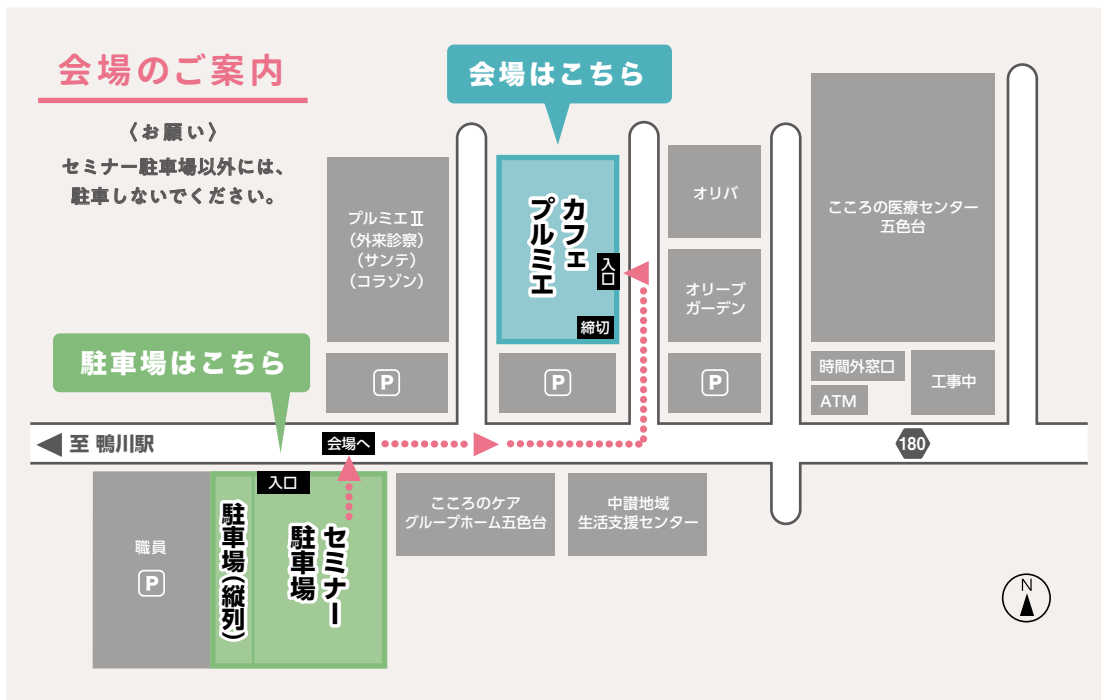 会場のご案内
〈お願い〉
セミナー駐車場以外には、
駐車しないでください。
会場はこちら
プルミエⅡ
(外来診察)
(サンテ)
(コラゾン)
カフェ
プルミエ
入口
締切
オリバ
オリーブ
ガーデン
こころの医療センター
五色台
時間外窓口
ATM
工事中
P
P
P
駐車場はこちら
至 鴨川駅
会場へ
180
入口
職員
P
駐車場(縦列)
セミナー
駐車場
こころのケア
グループホーム五色台
中讃地域
生活支援センター
N